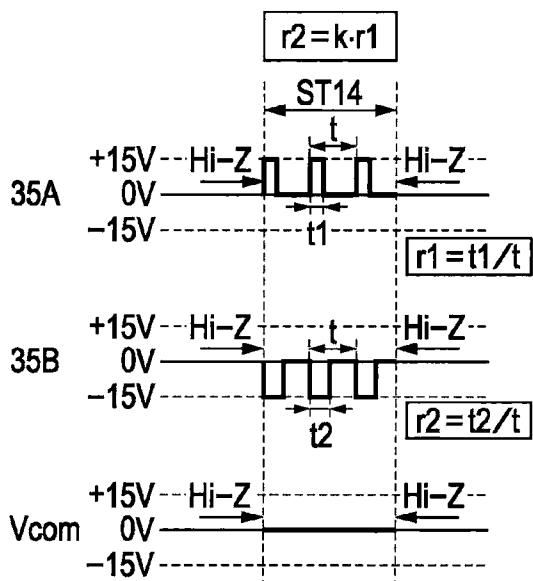 r2=k·r1
ST14
t
+15V Hi-Z Hi-Z
35A 0V
-15V
t1
r1=t1/t
+15V Hi-Z t Hi-Z
35B 0V
-15V
t2
r2=t2/t
+15V Hi-Z Hi-Z
Vcom 0V
-15V